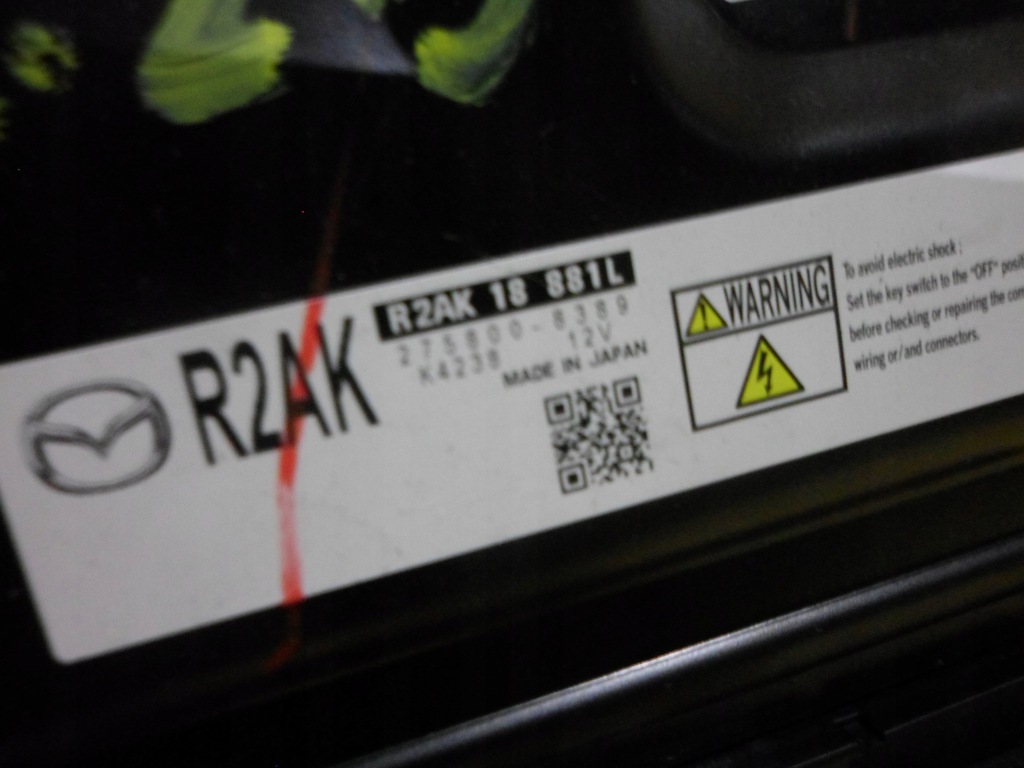 R2AK
R2AK 18 881L
275800-8389
K4238 12V
MADE IN JAPAN
WARNING
To avoid electric shock :
Set the key switch to the "OFF"
before checking or repairing the
wiring or/and connectors.